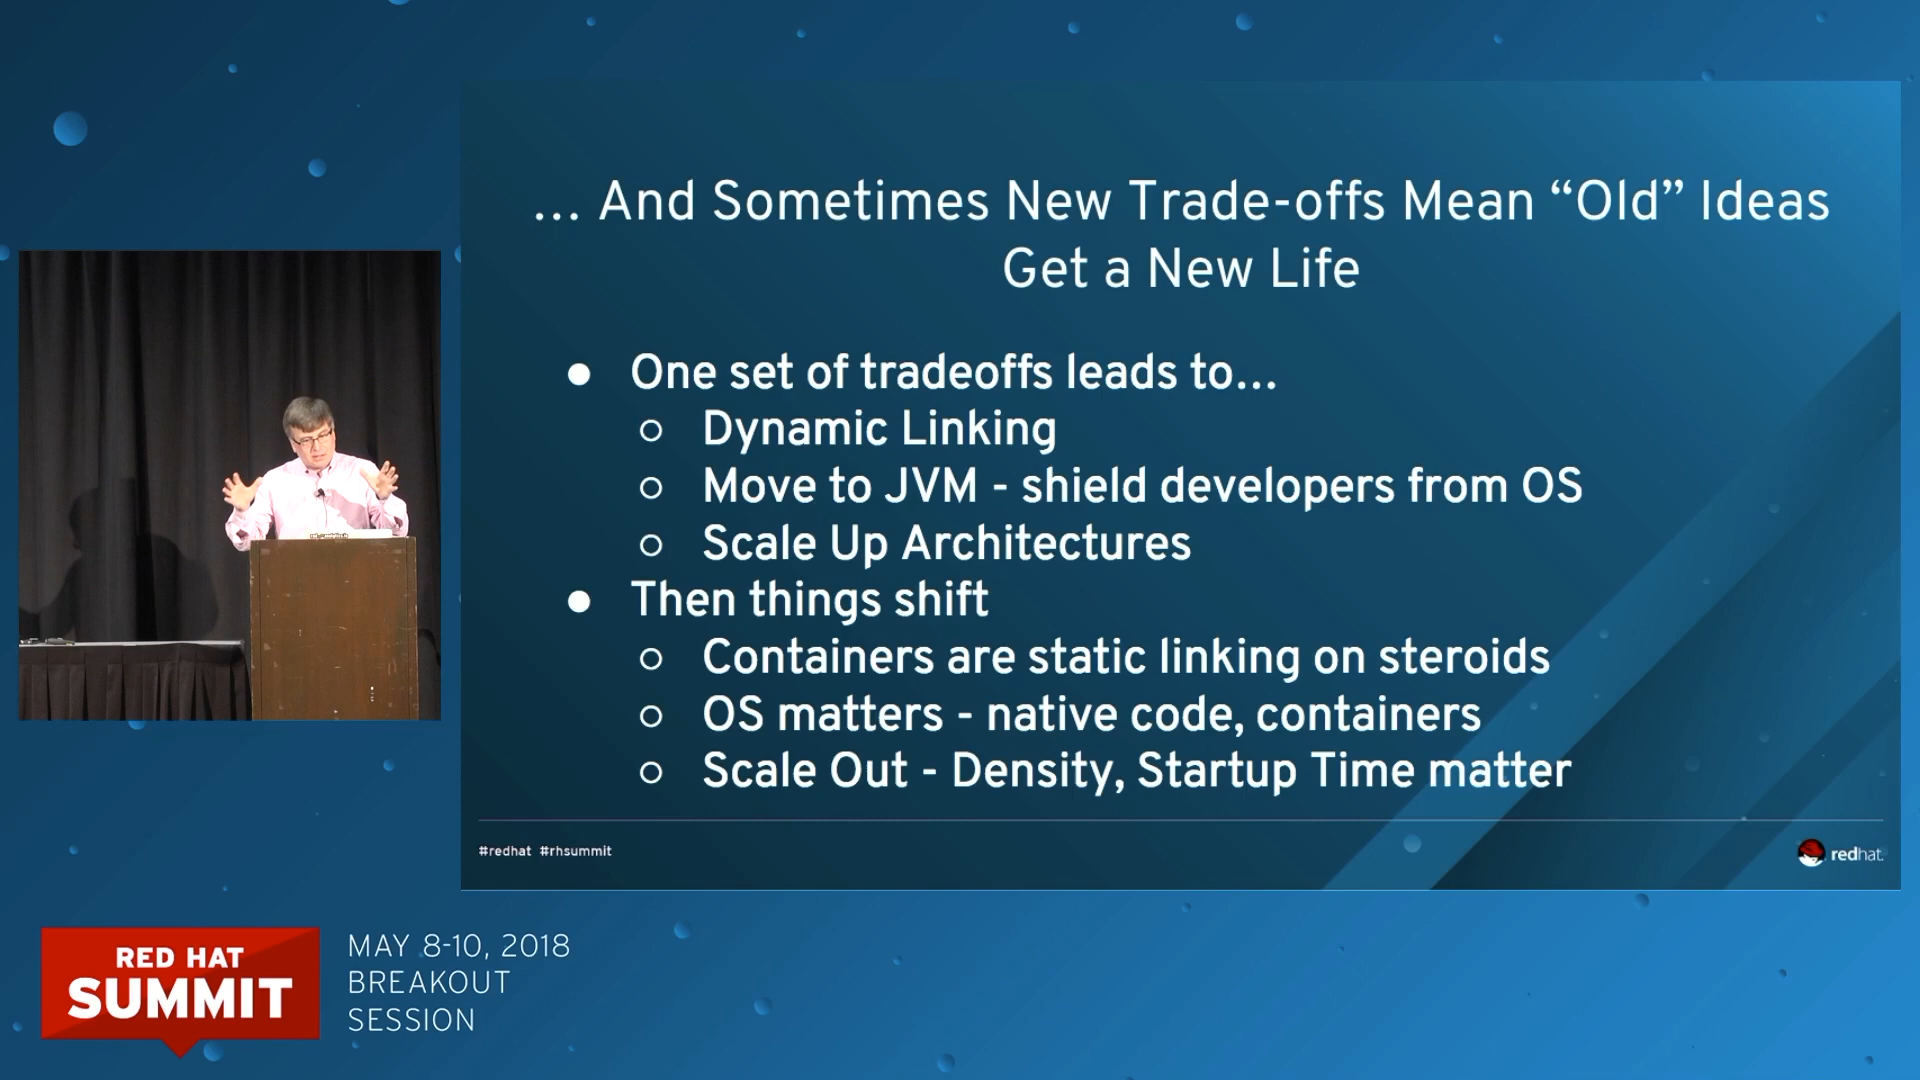 ... And Sometimes New Trade-offs Mean “Old” Ideas
Get a New Life
● One set of tradeoffs leads to...
○ Dynamic Linking
○ Move to JVM - shield developers from OS
○ Scale Up Architectures
● Then things shift
○ Containers are static linking on steroids
○ OS matters - native code, containers
○ Scale Out - Density, Startup Time matter
#redhat #rhsummit
redhat.
RED HAT
SUMMIT
MAY 8-10, 2018
BREAKOUT
SESSION